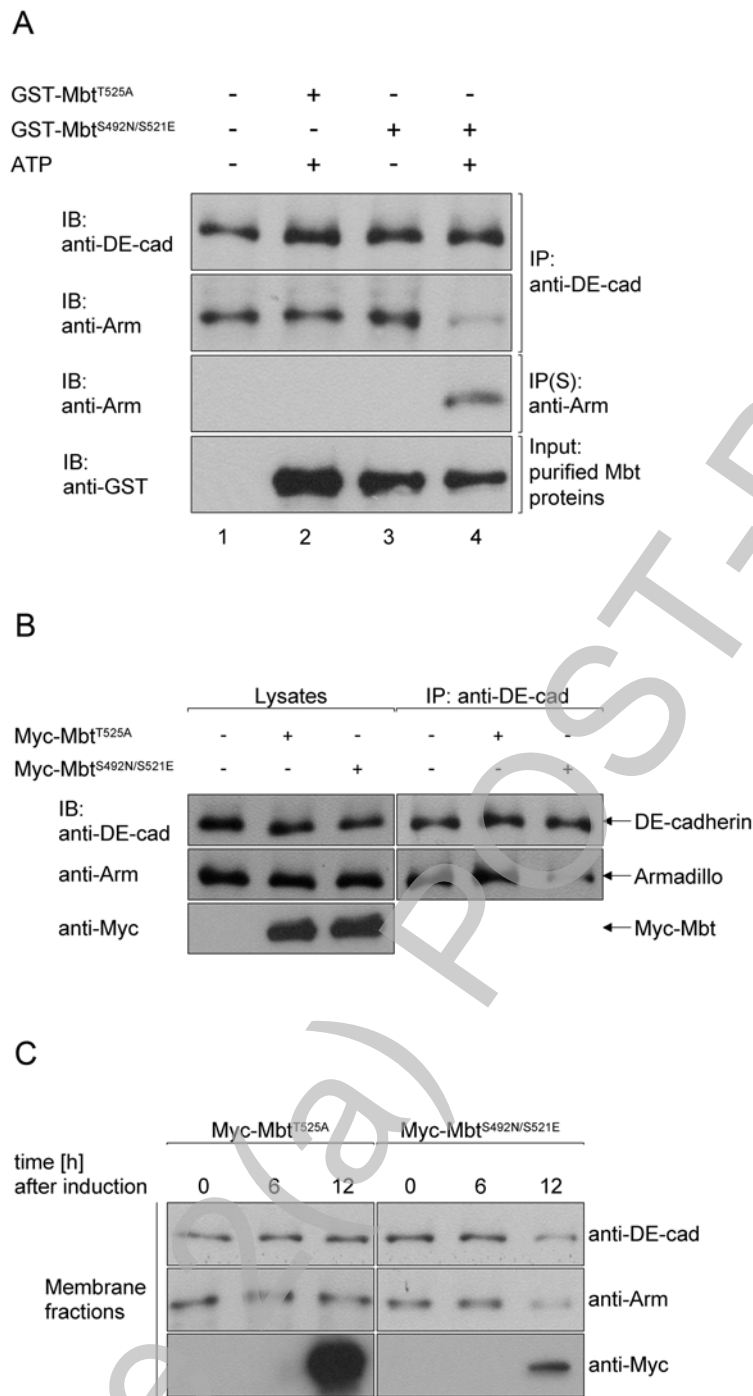 A
GST-Mbt^T525A - + - -
GST-Mbt^S492N/S521E - - + +
ATP - + - +
IB:
anti-DE-cad
IB:
anti-Arm
IP:
anti-DE-cad
IB:
anti-Arm
IP(S):
anti-Arm
IB:
anti-GST
Input:
purified Mbt
proteins
1 2 3 4
B
Lysates IP: anti-DE-cad
Myc-Mbt^T525A - + - - + -
Myc-Mbt^S492N/S521E - - + - - +
IB:
anti-DE-cad
DE-cadherin
anti-Arm
Armadillo
anti-Myc
Myc-Mbt
C
Myc-Mbt^T525A Myc-Mbt^S492N/S521E
time [h]
after induction 0 6 12 0 6 12
Membrane
fractions
anti-DE-cad
anti-Arm
anti-Myc
(a) POST-